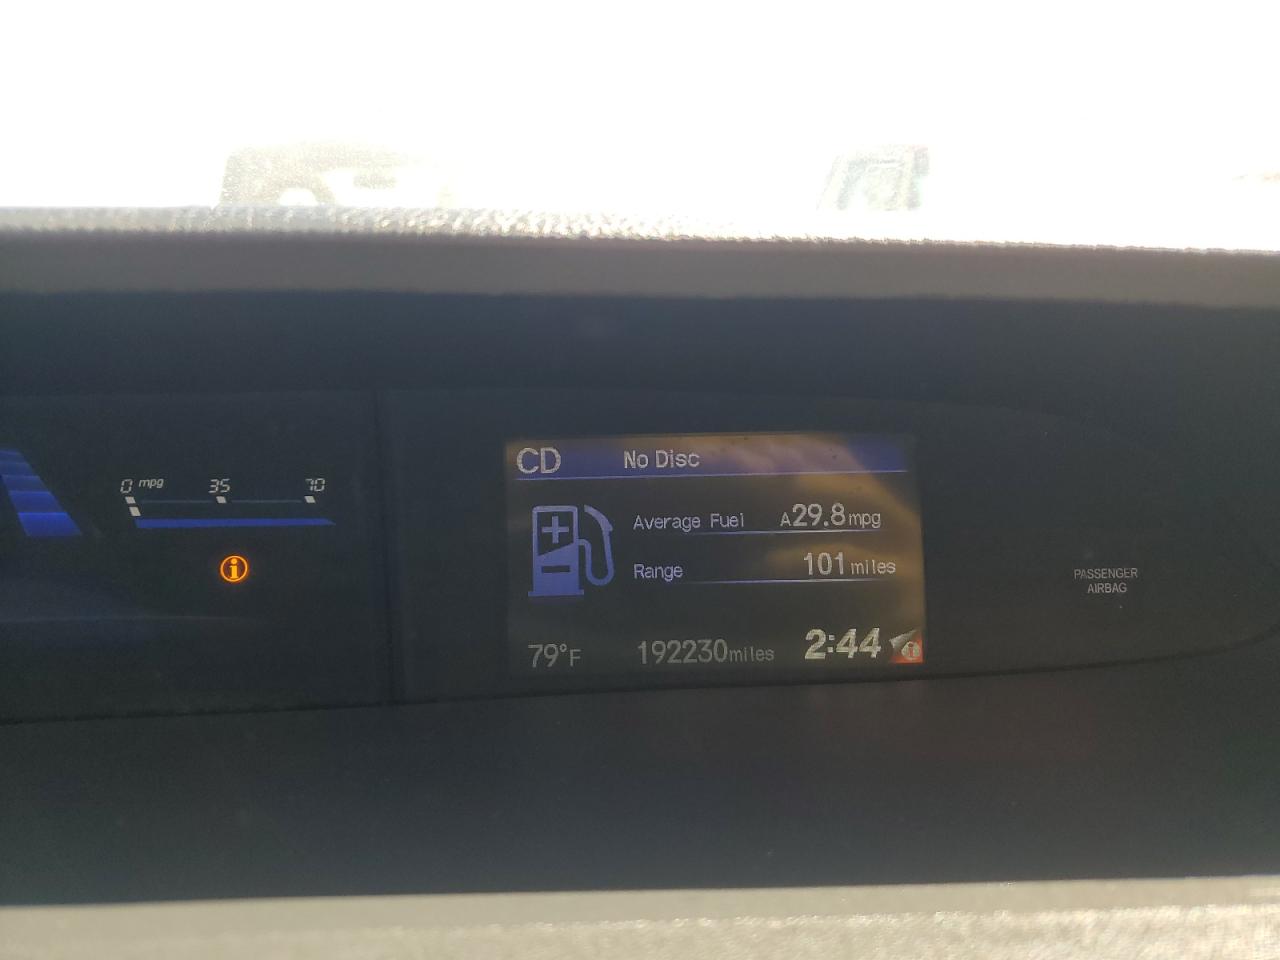 CD No Disc
0 mpg 35 70
Average Fuel A29.8mpg
Range 101 miles
PASSENGER
AIRBAG
79°F 192230miles 2:44